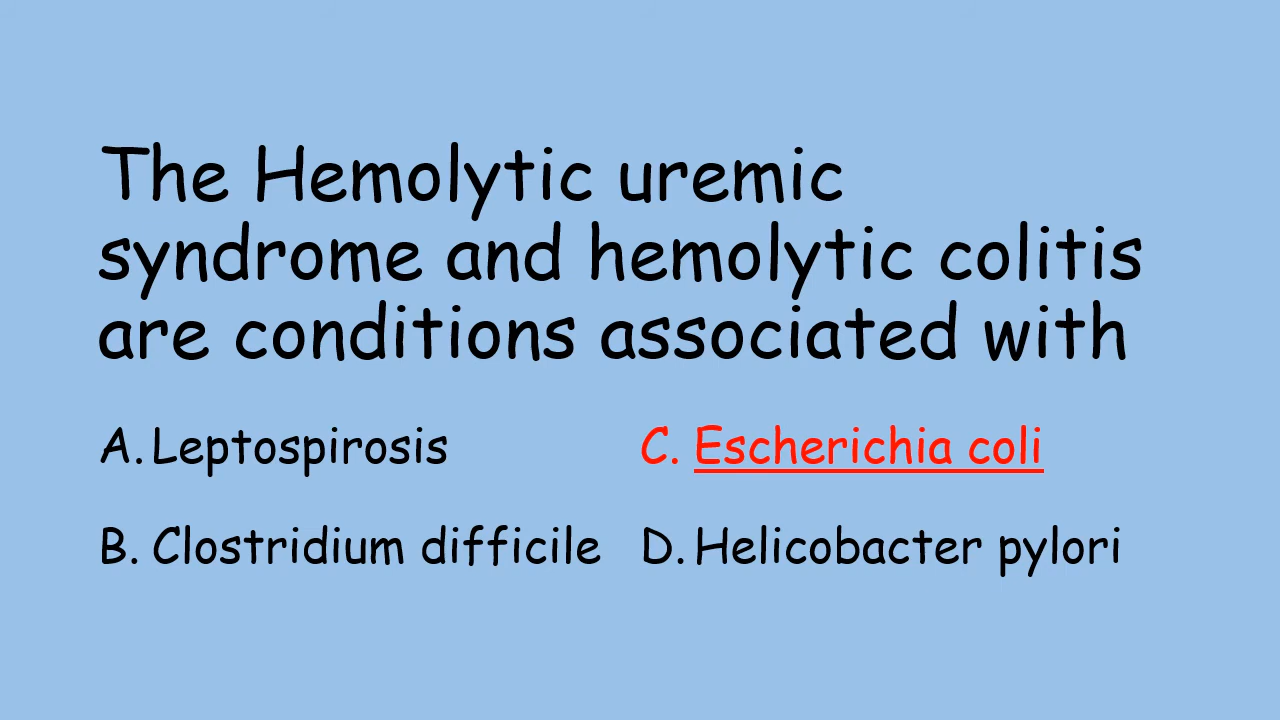 The Hemolytic uremic
syndrome and hemolytic colitis
are conditions associated with
A. Leptospirosis
B. Clostridium difficile
C. Escherichia coli
D. Helicobacter pylori